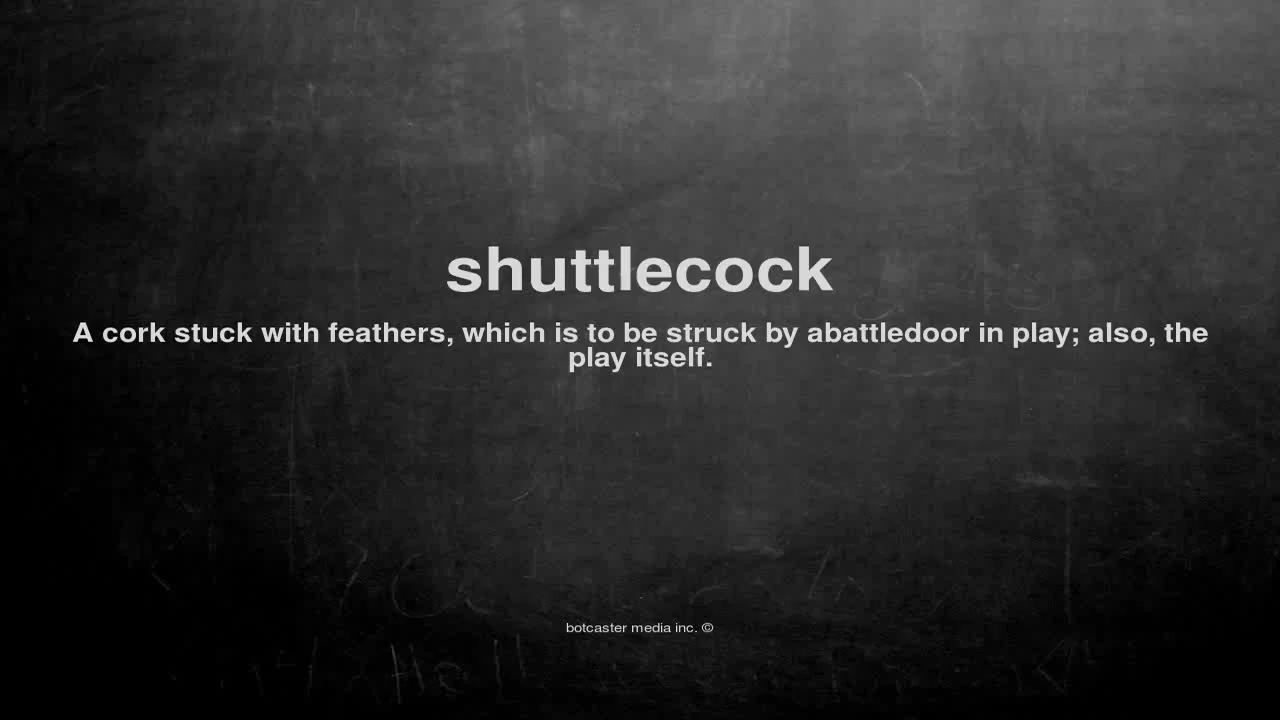 shuttlecock
A cork stuck with feathers, which is to be struck by abattledoor in play; also, the
play itself.
botcaster media inc. ©